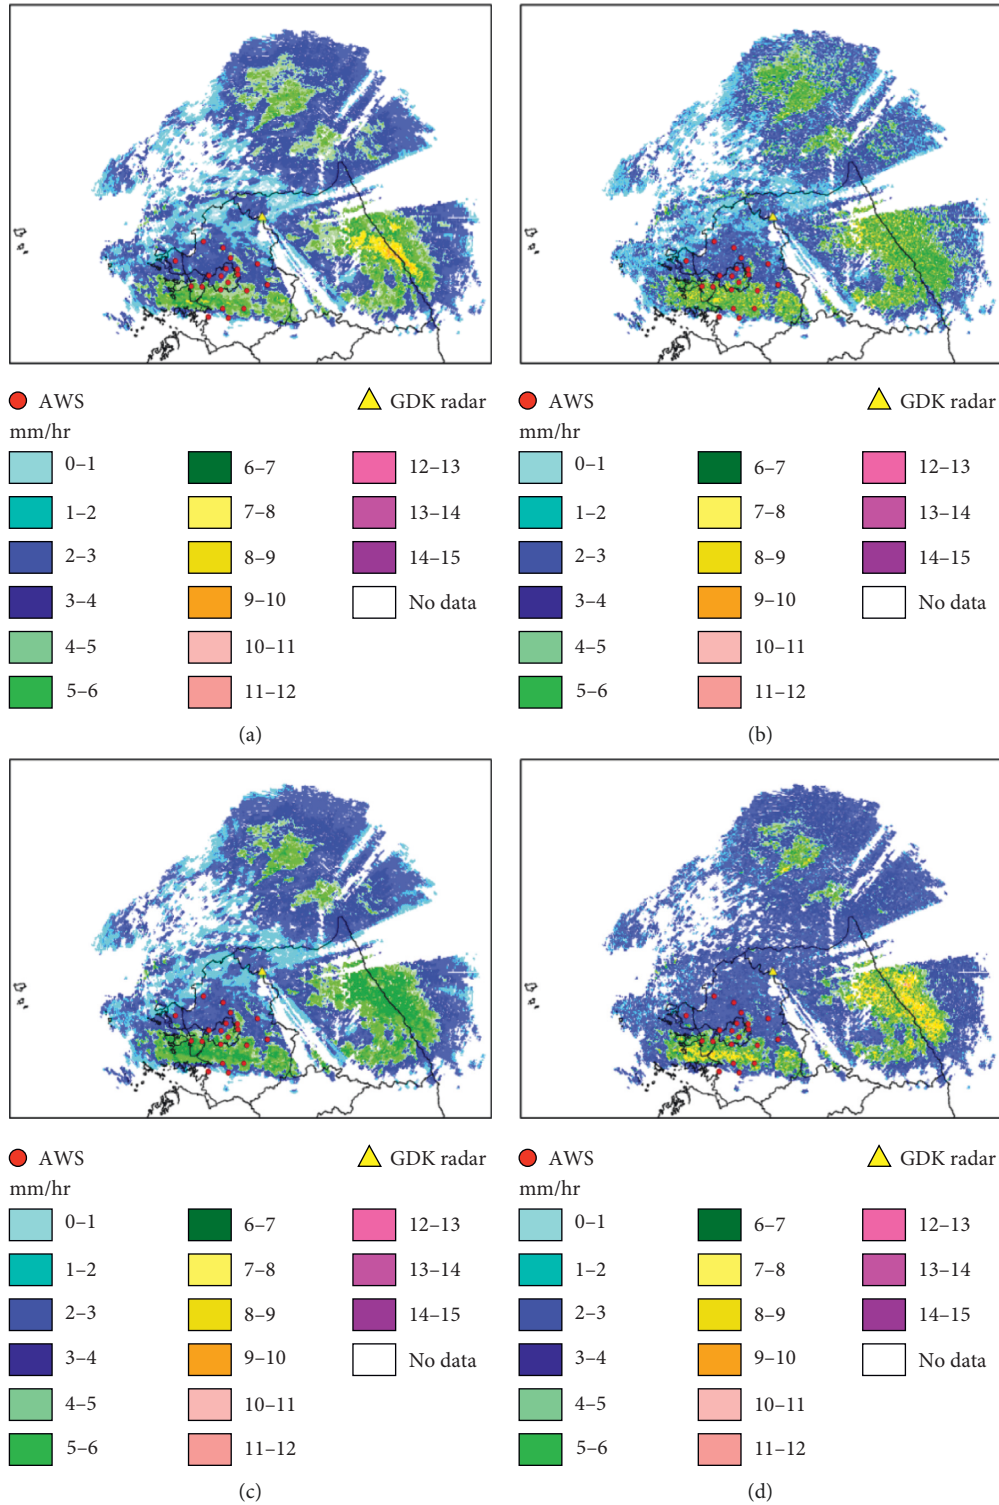 AWS GDK radar AWS GDK radar
mm/hr mm/hr
0–1 6–7 12–13 0–1 6–7 12–13
1–2 7–8 13–14 1–2 7–8 13–14
2–3 8–9 14–15 2–3 8–9 14–15
3–4 9–10 No data 3–4 9–10 No data
4–5 10–11 4–5 10–11
5–6 11–12 5–6 11–12
(a) (b)
AWS GDK radar AWS GDK radar
mm/hr mm/hr
0–1 6–7 12–13 0–1 6–7 12–13
1–2 7–8 13–14 1–2 7–8 13–14
2–3 8–9 14–15 2–3 8–9 14–15
3–4 9–10 No data 3–4 9–10 No data
4–5 10–11 4–5 10–11
5–6 11–12 5–6 11–12
(c) (d)